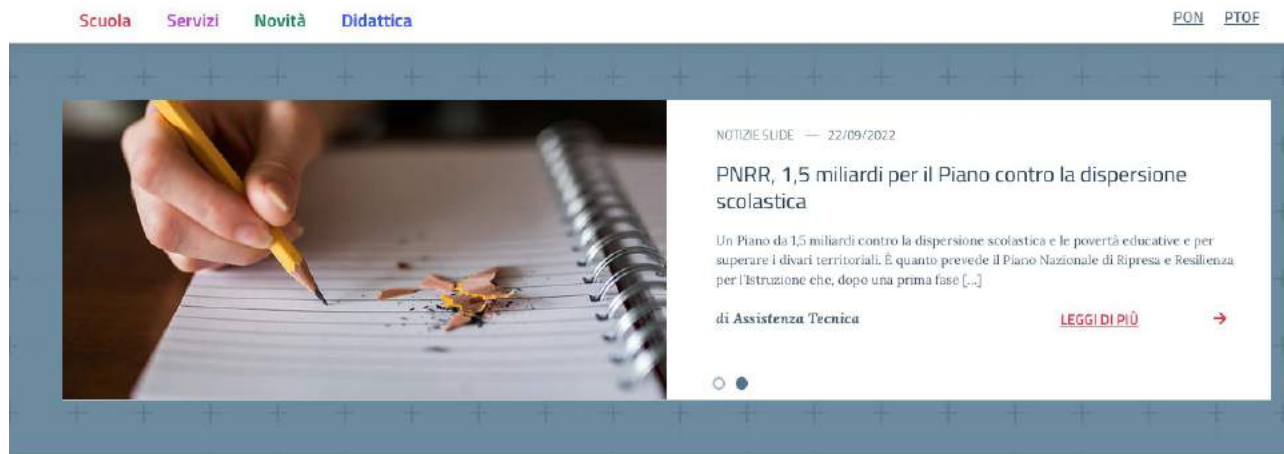 Scuola Servizi Novità Didattica PON PTOF
NOTIZIE SLIDE — 22/09/2022
PNRR, 1,5 miliardi per il Piano contro la dispersione
scolastica
Un Piano da 1,5 miliardi contro la dispersione scolastica e le povertà educative e per
superare i divari territoriali. È quanto prevede il Piano Nazionale di Ripresa e Resilienza
per l'Istruzione che, dopo una prima fase [...]
di Assistenza Tecnica LEGGI DI PIÙ →